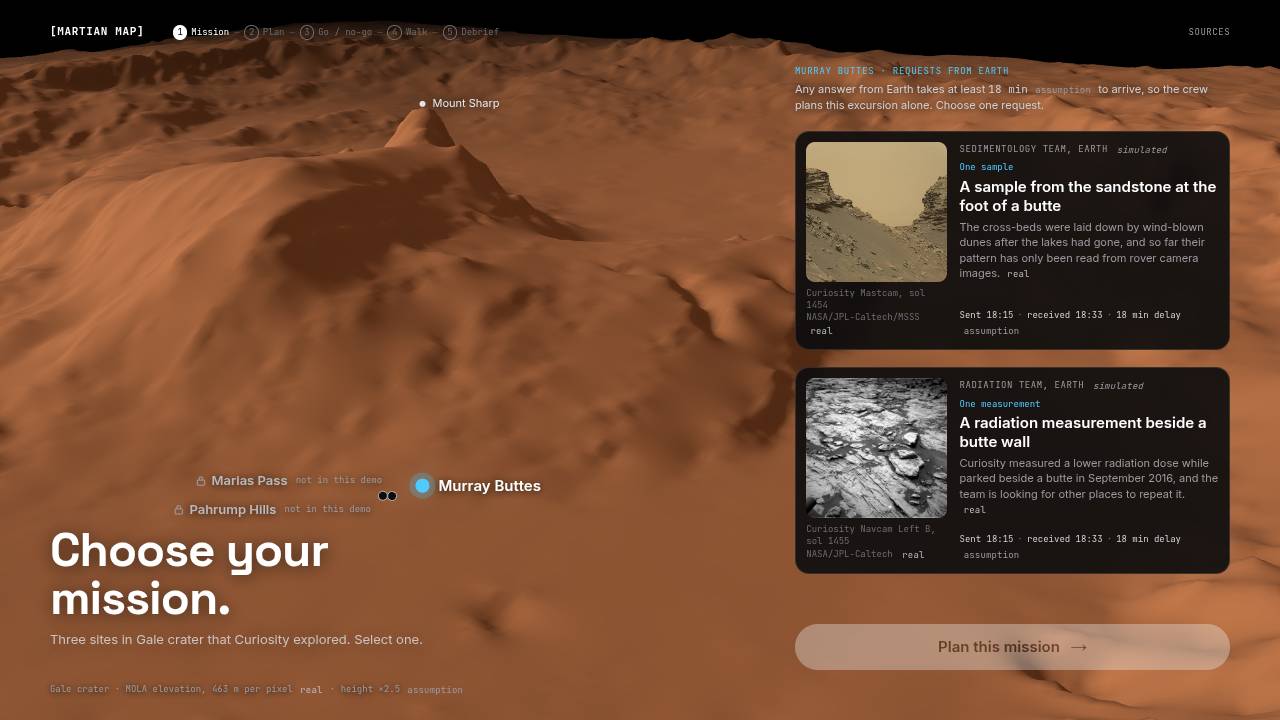 [MARTIAN MAP] 1 Mission – 2 Plan – 3 Go / no-go – 4 Walk – 5 Debrief SOURCES
Mount Sharp
Marias Pass not in this demo
Murray Buttes
Pahrump Hills not in this demo
Choose your
mission.
Three sites in Gale crater that Curiosity explored. Select one.
Gale crater · MOLA elevation, 463 m per pixel real · height ×2.5 assumption
MURRAY BUTTES · REQUESTS FROM EARTH
Any answer from Earth takes at least 18 min assumption to arrive, so the crew
plans this excursion alone. Choose one request.
SEDIMENTOLOGY TEAM, EARTH simulated
One sample
A sample from the sandstone at the
foot of a butte
The cross-beds were laid down by wind-blown
dunes after the lakes had gone, and so far their
pattern has only been read from rover camera
images. real
Curiosity Mastcam, sol
1454
NASA/JPL-Caltech/MSSS
real
Sent 18:15 · received 18:33 · 18 min delay
assumption
RADIATION TEAM, EARTH simulated
One measurement
A radiation measurement beside a
butte wall
Curiosity measured a lower radiation dose while
parked beside a butte in September 2016, and the
team is looking for other places to repeat it.
real
Curiosity Navcam Left B,
sol 1455
NASA/JPL-Caltech real
Sent 18:15 · received 18:33 · 18 min delay
assumption
Plan this mission →